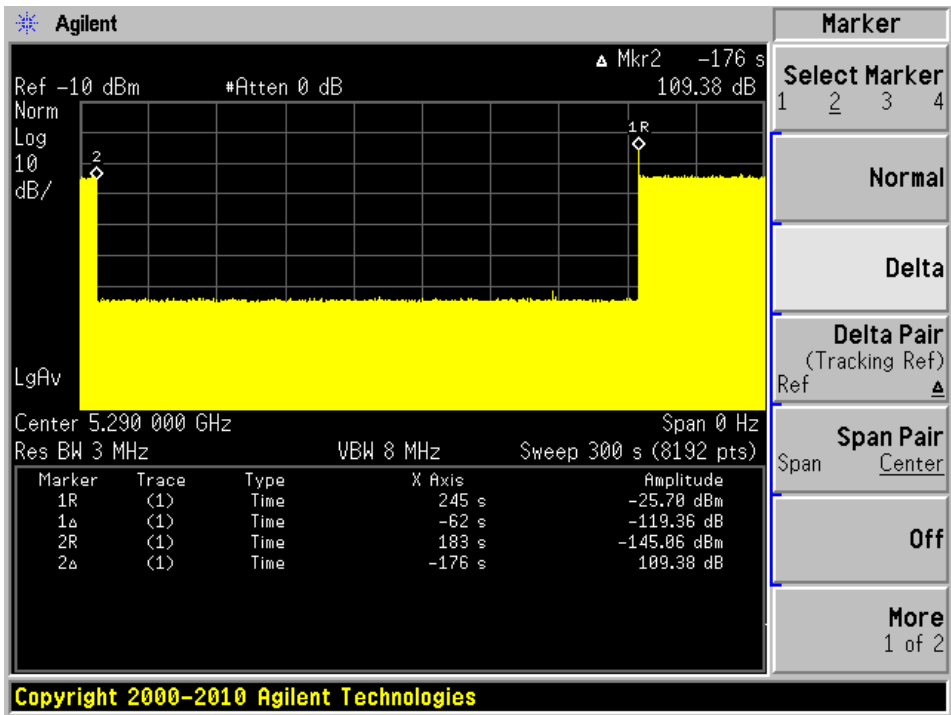 Agilent
Marker
▵ Mkr2 -176 s
Ref -10 dBm #Atten 0 dB 109.38 dB
Norm
Log
10
dB/
2
1R
LgAv
Center 5.290 000 GHz Span 0 Hz
Res BW 3 MHz VBW 8 MHz Sweep 300 s (8192 pts)
Marker Trace Type X Axis Amplitude
1R (1) Time 245 s -25.70 dBm
1▵ (1) Time -62 s -119.36 dB
2R (1) Time 183 s -145.06 dBm
2▵ (1) Time -176 s 109.38 dB
Select Marker
1 2 3 4
Normal
Delta
Delta Pair
(Tracking Ref)
Ref ▵
Span Pair
Span Center
Off
More
1 of 2
Copyright 2000-2010 Agilent Technologies